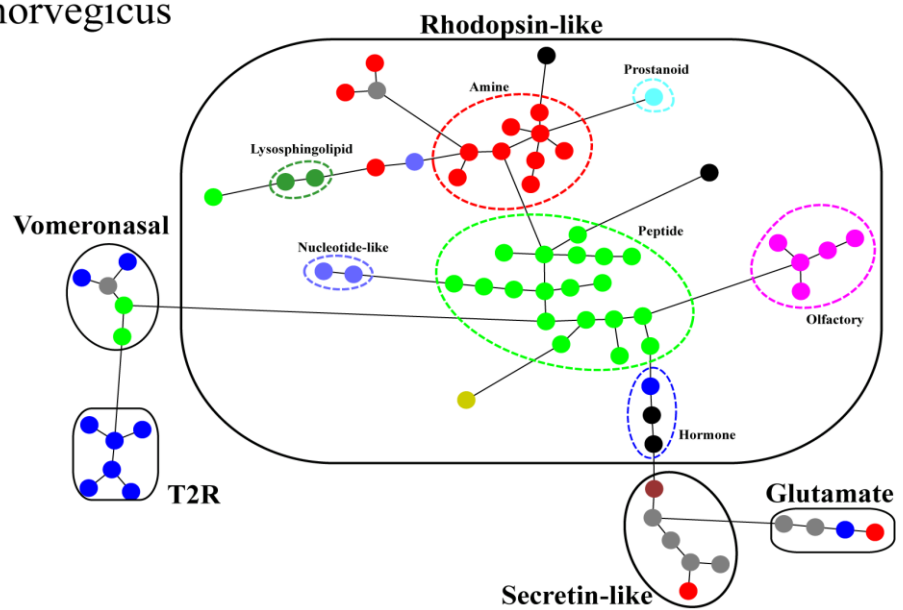 norvegicus
Rhodopsin-like
Prostanoid
Amine
Lysosphingolipid
Vomeronasal
Peptide
Nucleotide-like
Olfactory
Hormone
T2R
Glutamate
Secretin-like